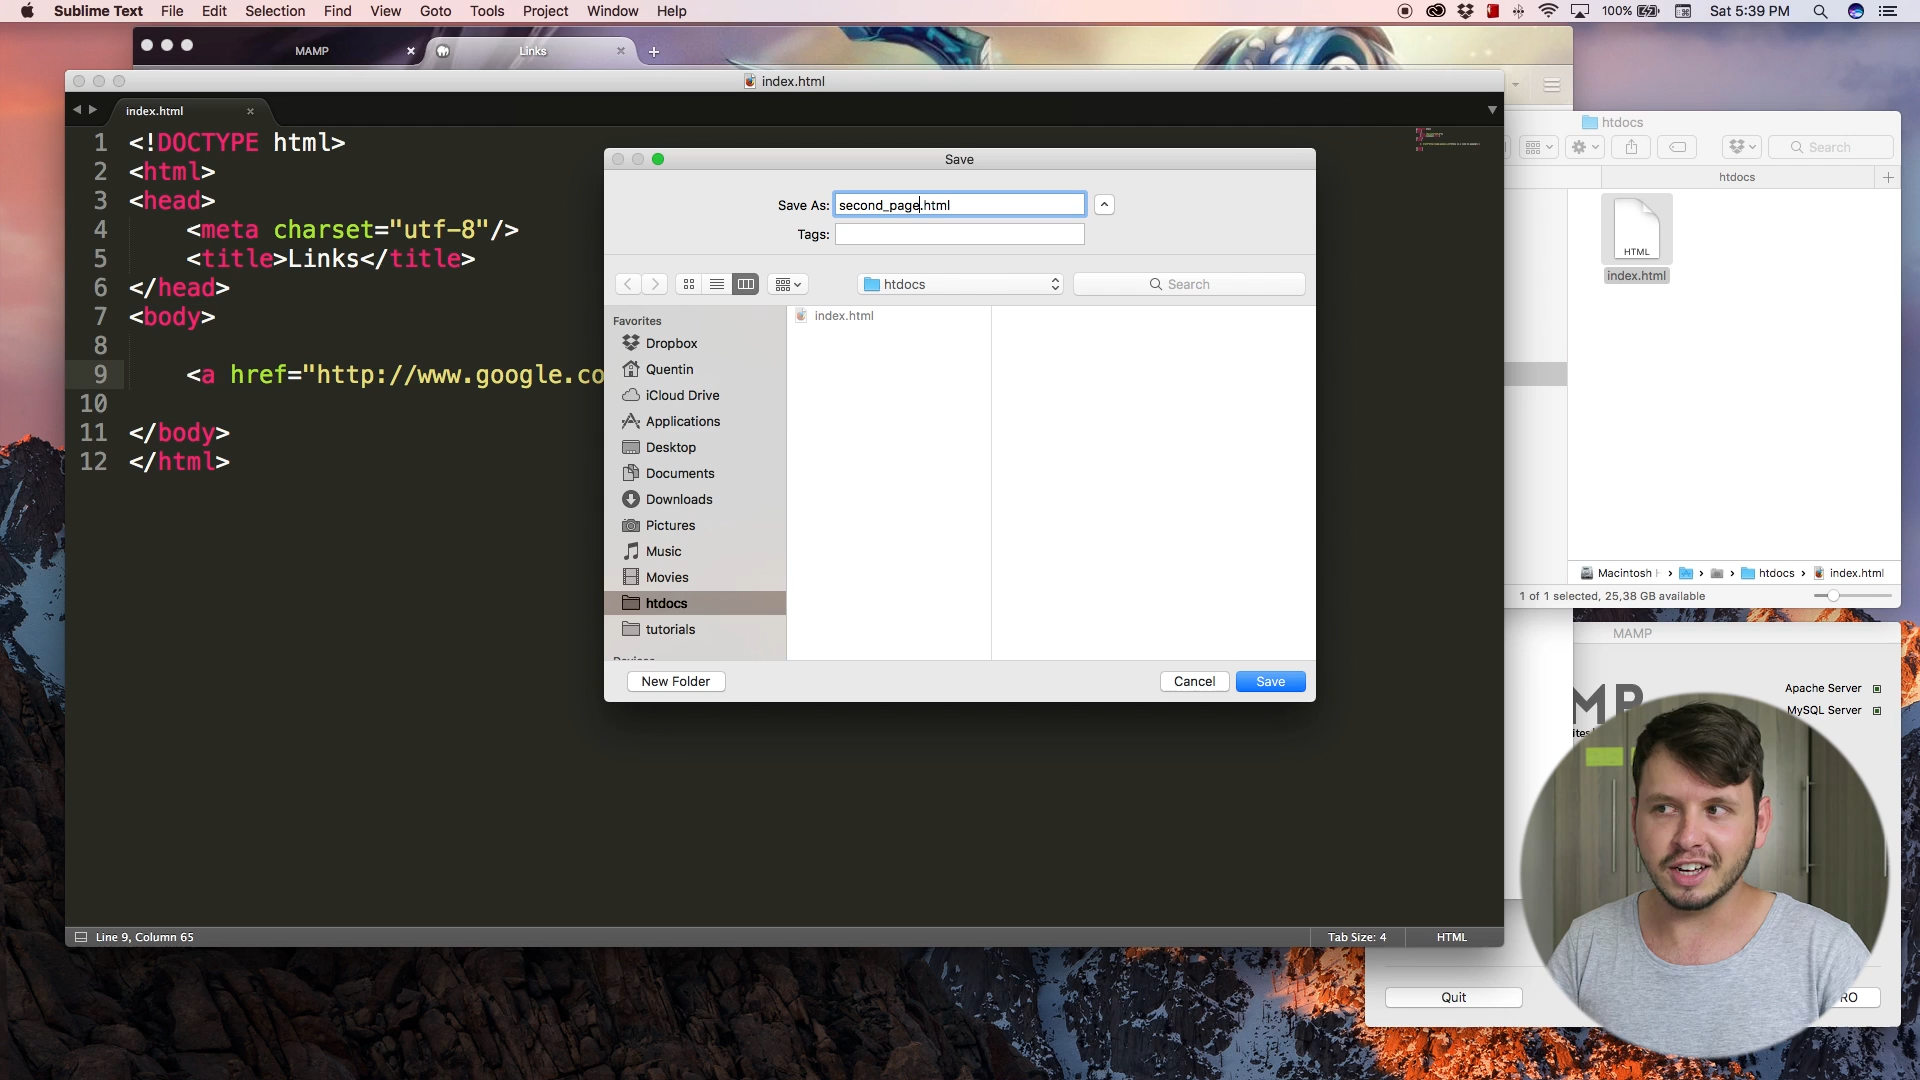 Sublime Text File Edit Selection Find View Goto Tools Project Window Help
100% Sat 5:39 PM
MAMP
Links
index.html
index.html
1 <!DOCTYPE html>
2 <html>
3 <head>
4 <meta charset="utf-8"/>
5 <title>Links</title>
6 </head>
7 <body>
8
9 <a href="http://www.google.co
10
11 </body>
12 </html>
Line 9, Column 65
Tab Size: 4
HTML
Save
Save As: second_page.html
Tags:
htdocs
Search
Favorites
Dropbox
Quentin
iCloud Drive
Applications
Desktop
Documents
Downloads
Pictures
Music
Movies
htdocs
tutorials
index.html
New Folder
Cancel
Save
htdocs
Search
htdocs
HTML
index.html
Macintosh
htdocs
index.html
1 of 1 selected, 25,38 GB available
MAMP
Apache Server
MySQL Server
Quit